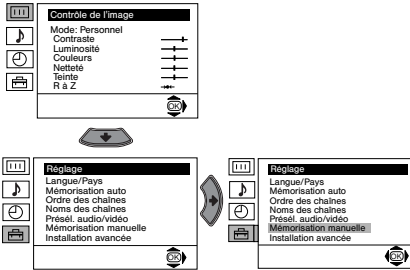 Contrôle de l'image
Mode: Personnel
Contraste
Luminosité
Couleurs
Netteté
Teinte
R à Z
OK
Réglage
Langue/Pays
Mémorisation auto
Ordre des chaînes
Noms des chaînes
Présél. audio/vidéo
Mémorisation manuelle
Installation avancée
OK
Réglage
Langue/Pays
Mémorisation auto
Ordre des chaînes
Noms des chaînes
Présél. audio/vidéo
Mémorisation manuelle
Installation avancée
OK